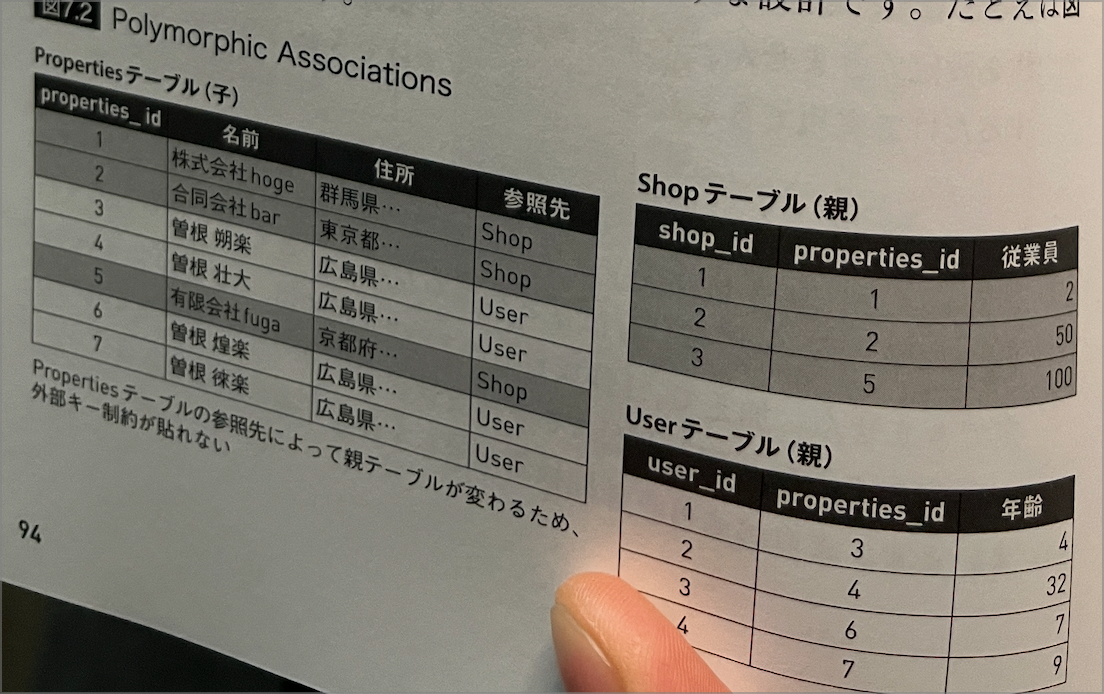 図7.2 Polymorphic Associations
Propertiesテーブル（子）
properties_id 名前 住所 参照先
1 株式会社hoge 群馬県… Shop
2 合同会社bar 東京都… Shop
3 曽根 朔楽 広島県… User
4 曽根 壮大 広島県… User
5 有限会社fuga 京都府… Shop
6 曽根 煌楽 広島県… User
7 曽根 徠楽 広島県… User
Propertiesテーブルの参照先によって親テーブルが変わるため、
外部キー制約が貼れない
94
設計です。たとえば図
Shopテーブル（親）
shop_id properties_id 従業員
1 1 2
2 2 50
3 5 100
Userテーブル（親）
user_id properties_id 年齢
1 3 4
2 4 32
3 6 7
4 7 9